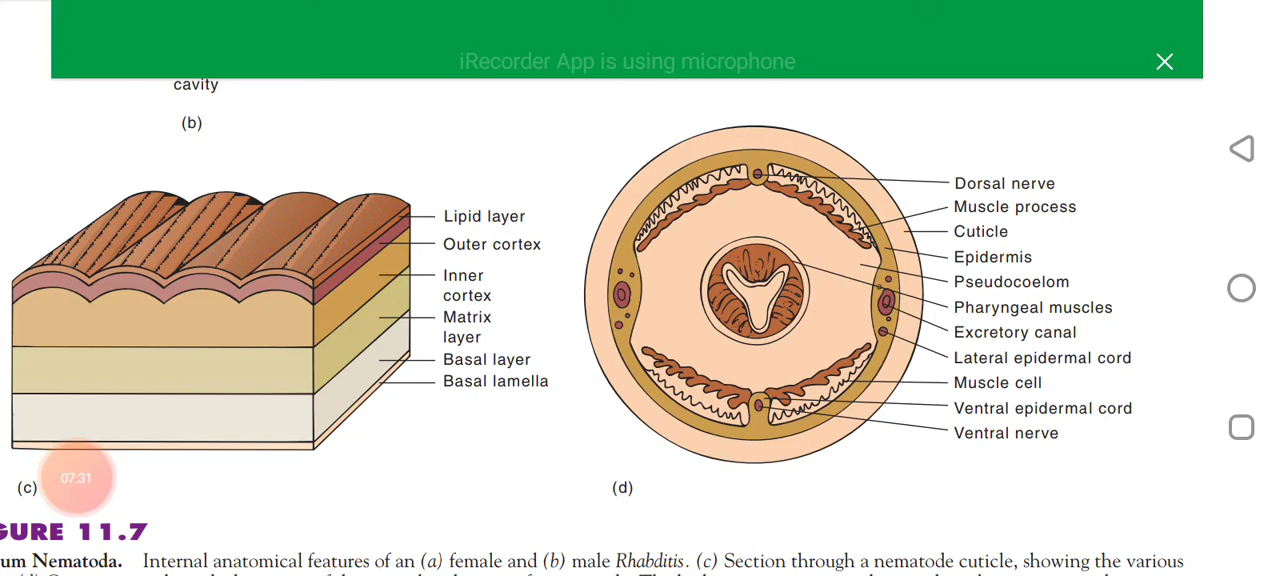 iRecorder App is using microphone
cavity
(b)
Lipid layer
Outer cortex
Inner
cortex
Matrix
layer
Basal layer
Basal lamella
07:31
(c)
Dorsal nerve
Muscle process
Cuticle
Epidermis
Pseudocoelom
Pharyngeal muscles
Excretory canal
Lateral epidermal cord
Muscle cell
Ventral epidermal cord
Ventral nerve
(d)
GURE 11.7
um Nematoda. Internal anatomical features of an (a) female and (b) male Rhabditis. (c) Section through a nematode cuticle, showing the various